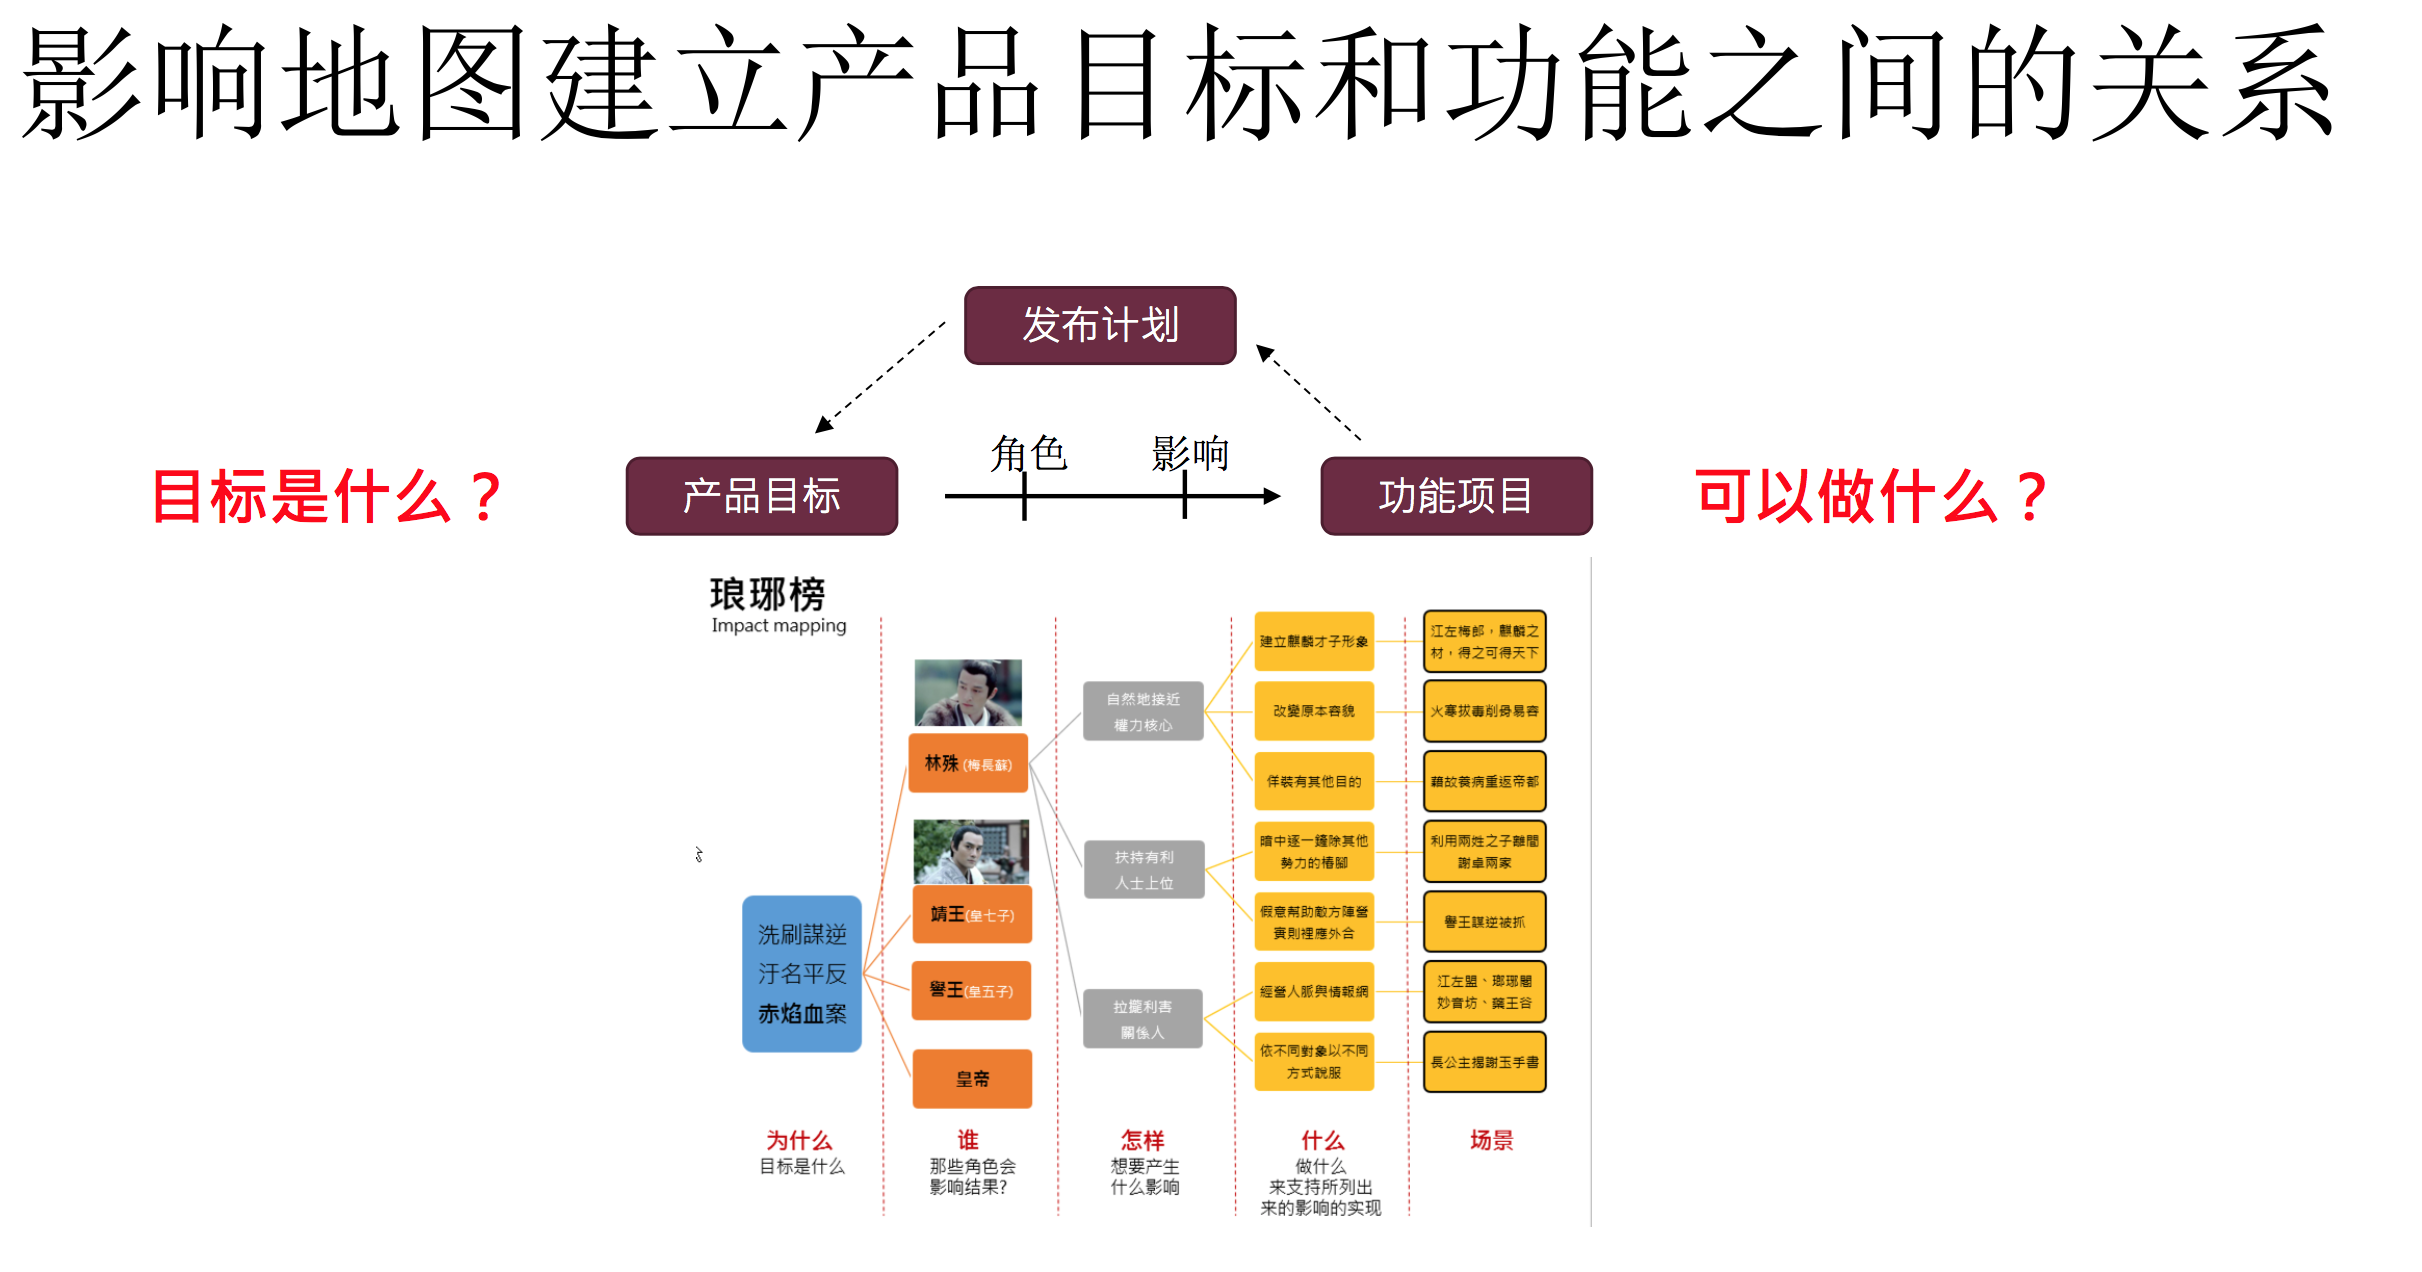 影响地图建立产品目标和功能之间的关系
发布计划
角色
影响
目标是什么？
产品目标
功能项目
可以做什么？
琅琊榜
Impact mapping
洗刷謀逆
汙名平反
赤焰血案
林殊 (梅長蘇)
靖王(皇七子)
譽王(皇五子)
皇帝
自然地接近
權力核心
扶持有利
人士上位
拉攏利害
關係人
建立麒麟才子形象
改變原本容貌
佯裝有其他目的
暗中逐一鏟除其他
勢力的樁腳
假意幫助敵方陣營
實則裡應外合
經營人脈與情報網
依不同對象以不同
方式說服
江左梅郎，麒麟之
材，得之可得天下
火寒拔毒削骨易容
藉故養病重返帝都
利用兩姓之子離間
謝卓兩家
譽王謀逆被抓
江左盟、瑯琊閣
妙音坊、藥王谷
長公主揭謝玉手書
为什么
目标是什么
谁
那些角色会
影响结果?
怎样
想要产生
什么影响
什么
做什么
来支持所列出
来的影响的实现
场景